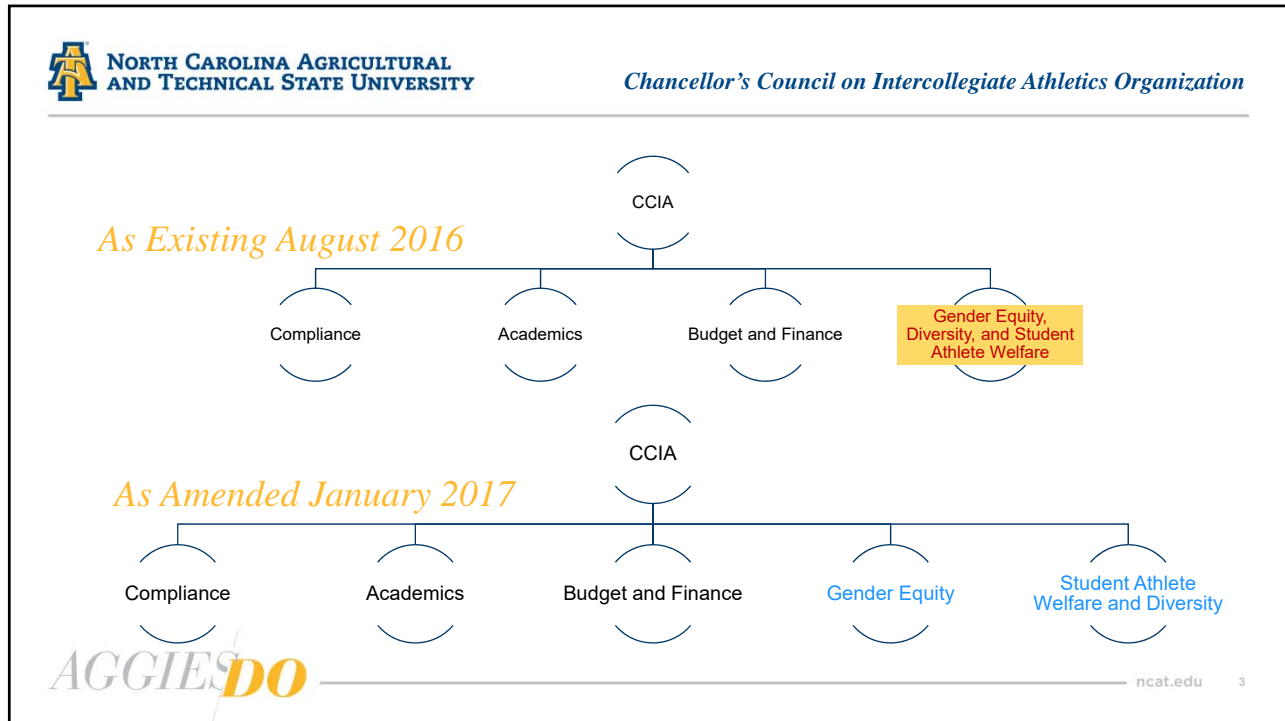 NORTH CAROLINA AGRICULTURAL
AND TECHNICAL STATE UNIVERSITY
Chancellor's Council on Intercollegiate Athletics Organization
CCIA
As Existing August 2016
Compliance
Academics
Budget and Finance
Gender Equity,
Diversity, and Student
Athlete Welfare
CCIA
As Amended January 2017
Compliance
Academics
Budget and Finance
Gender Equity
Student Athlete
Welfare and Diversity
AGGIES DO
ncat.edu 3